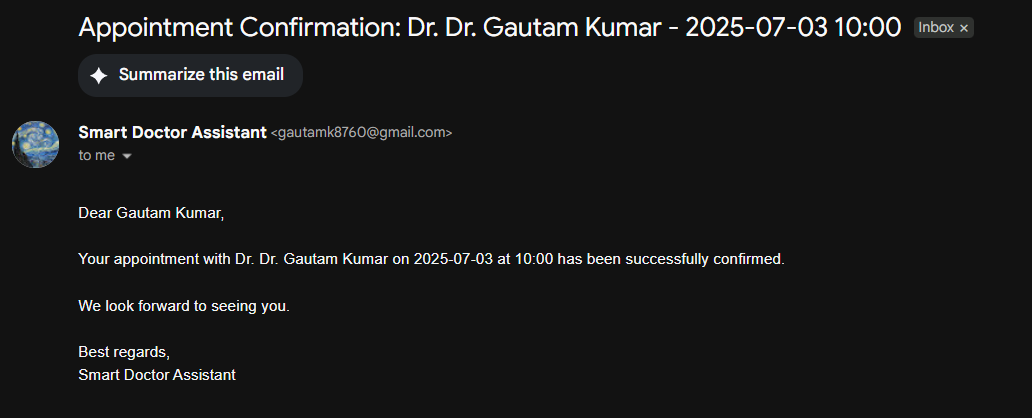 Appointment Confirmation: Dr. Dr. Gautam Kumar - 2025-07-03 10:00 Inbox ×
Summarize this email
Smart Doctor Assistant <gautamk8760@gmail.com>
to me
Dear Gautam Kumar,
Your appointment with Dr. Dr. Gautam Kumar on 2025-07-03 at 10:00 has been successfully confirmed.
We look forward to seeing you.
Best regards,
Smart Doctor Assistant